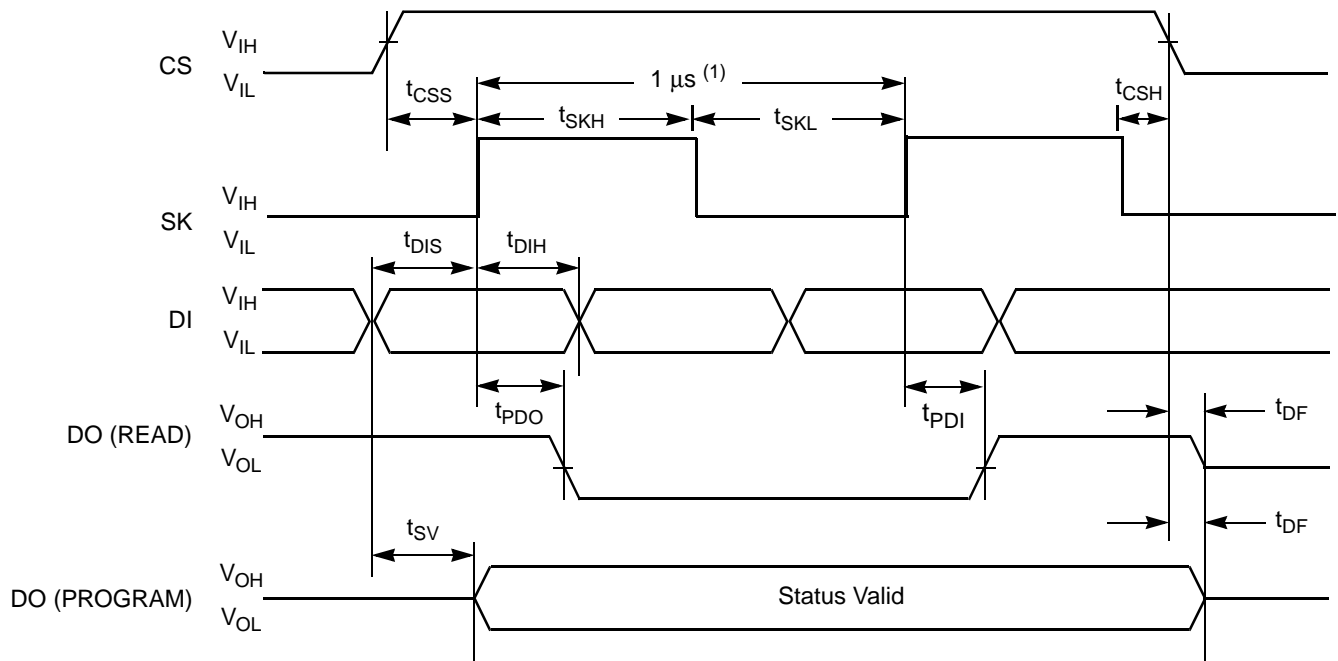 CS
V_IH
V_IL
t_CSS
1 μs (1)
t_SKH
t_SKL
t_CSH
SK
V_IH
V_IL
t_DIS
t_DIH
DI
V_IH
V_IL
t_PDO
t_PDI
t_DF
DO (READ)
V_OH
V_OL
t_SV
t_DF
DO (PROGRAM)
V_OH
V_OL
Status Valid